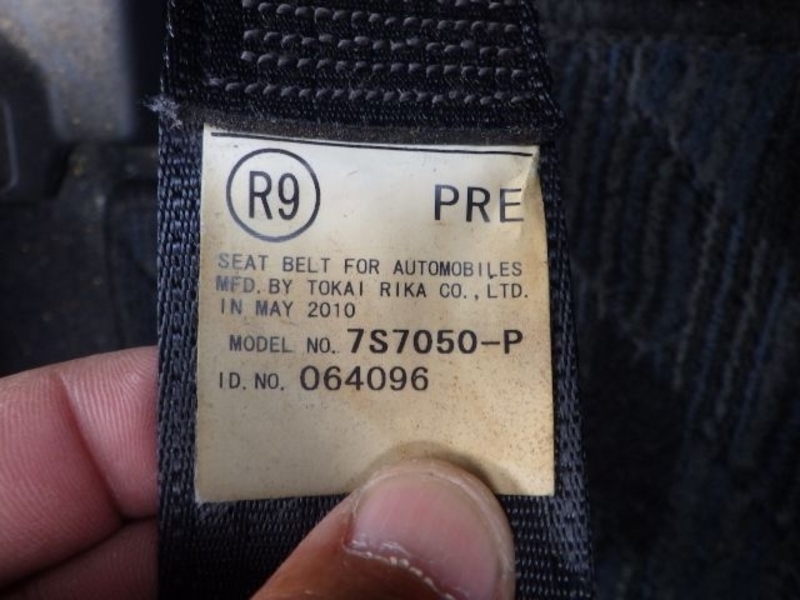 R9 PRE
SEAT BELT FOR AUTOMOBILES
MFD. BY TOKAI RIKA CO., LTD.
IN MAY 2010
MODEL NO. 7S7050-P
ID. NO. 064096